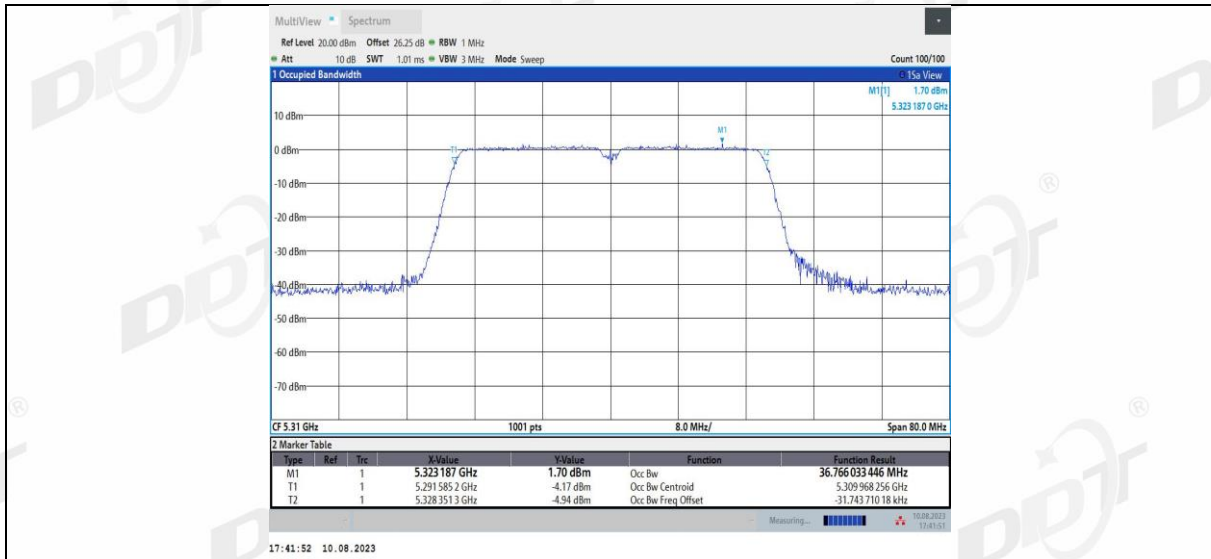 MultiView Spectrum
Ref Level 20.00 dBm Offset 26.25 dB RBW 1 MHz
Att 10 dB SWT 1.01 ms VBW 3 MHz Mode Sweep Count 100/100
1 Occupied Bandwidth 1Sa View
M1[1] 1.70 dBm
5.323 187 0 GHz
10 dBm
M1
0 dBm
T1
T2
-10 dBm
-20 dBm
-30 dBm
-40 dBm
-50 dBm
-60 dBm
-70 dBm
CF 5.31 GHz 1001 pts 8.0 MHz/ Span 80.0 MHz
2 Marker Table
Type Ref Trc X-Value Y-Value Function Function Result
M1 1 5.323 187 GHz 1.70 dBm Occ Bw 36.766 033 446 MHz
T1 1 5.291 585 2 GHz -4.17 dBm Occ Bw Centroid 5.309 968 256 GHz
T2 1 5.328 351 3 GHz -4.94 dBm Occ Bw Freq Offset -31.743 710 18 kHz
Measuring... 10.08.2023
17:41:51
17:41:52 10.08.2023
DDT
®